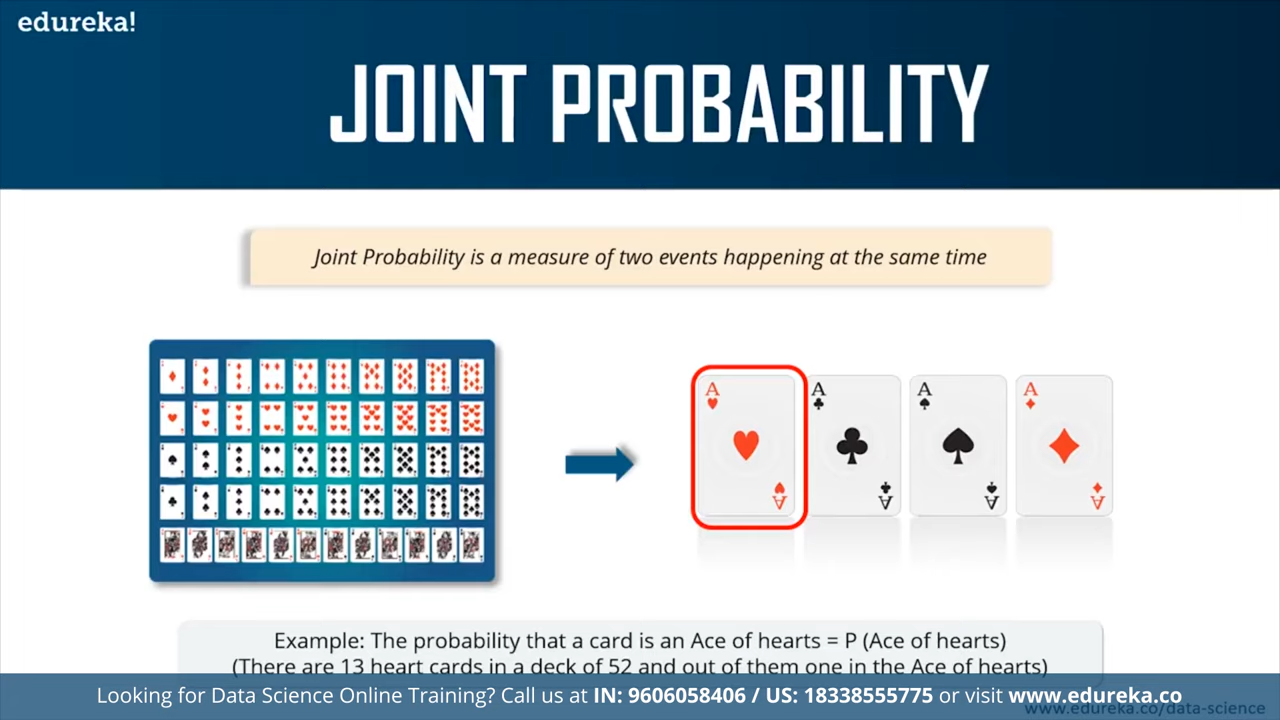 edureka!
JOINT PROBABILITY
Joint Probability is a measure of two events happening at the same time
A A A A
A A A A
Example: The probability that a card is an Ace of hearts = P (Ace of hearts)
(There are 13 heart cards in a deck of 52 and out of them one in the Ace of hearts)
Looking for Data Science Online Training? Call us at IN: 9606058406 / US: 18338555775 or visit www.edureka.co
www.edureka.co/data-science